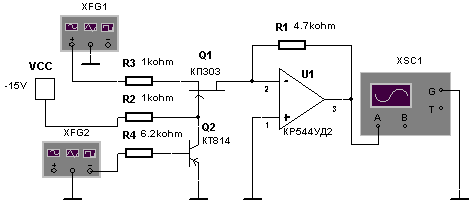 XFG1
R1 4.7kohm
VCC
R3 1kohm
Q1
XSC1
-15V
КП303
U1
R2 1kohm
2
3
G
T
A B
XFG2
Q2
R4 6.2kohm
КТ814
1
КР544УД2